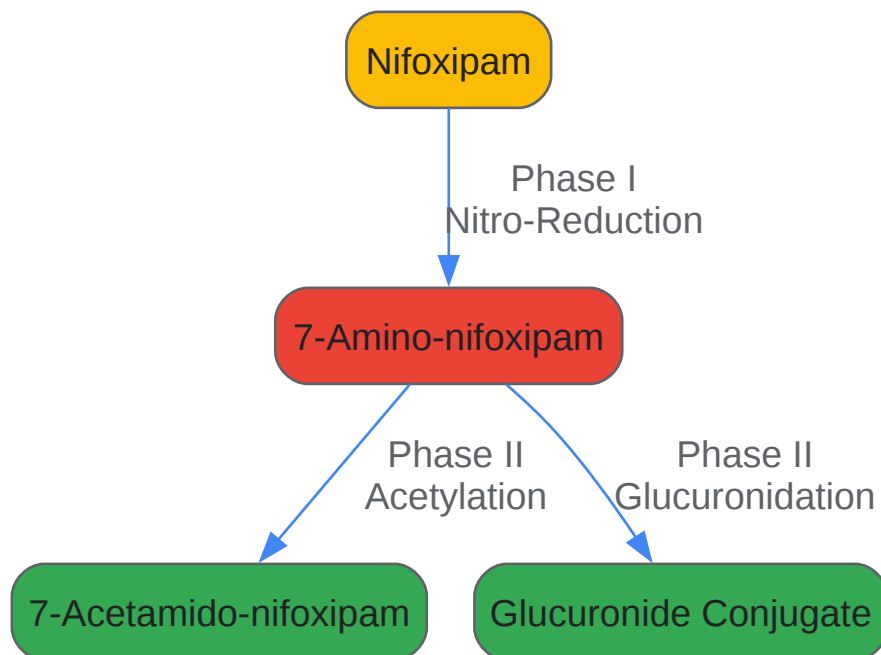 Nifoxipam
Phase I
Nitro-Reduction
7-Amino-nifoxipam
Phase II
Acetylation
Phase II
Glucuronidation
7-Acetamido-nifoxipam
Glucuronide Conjugate